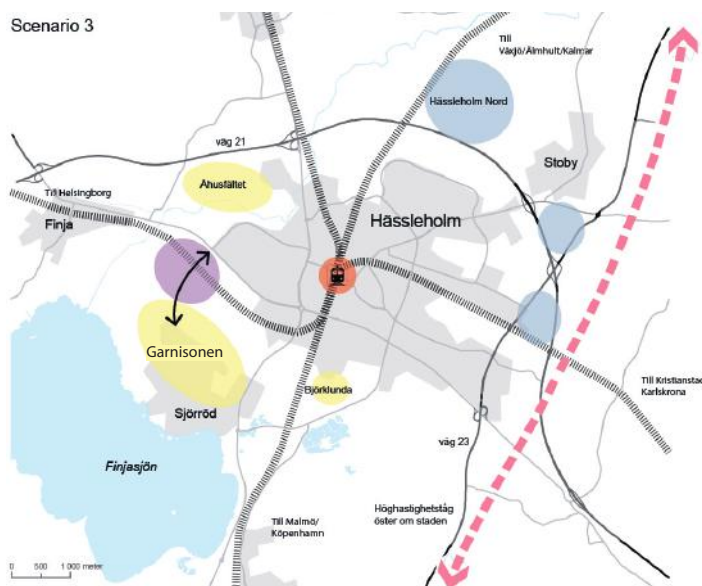 Scenario 3
Till
Växjö/Älmhult/Kalmar
Hässleholm Nord
väg 21
Stoby
Åhusfältet
Till Helsingborg
Finja
Hässleholm
Garnisonen
Björklunda
Sjörröd
Till Kristianstad
Karlskrona
väg 23
Finjasjön
Höghastighetståg
öster om staden
Till Malmö/
Köpenhamn
0 500 1 000 meter